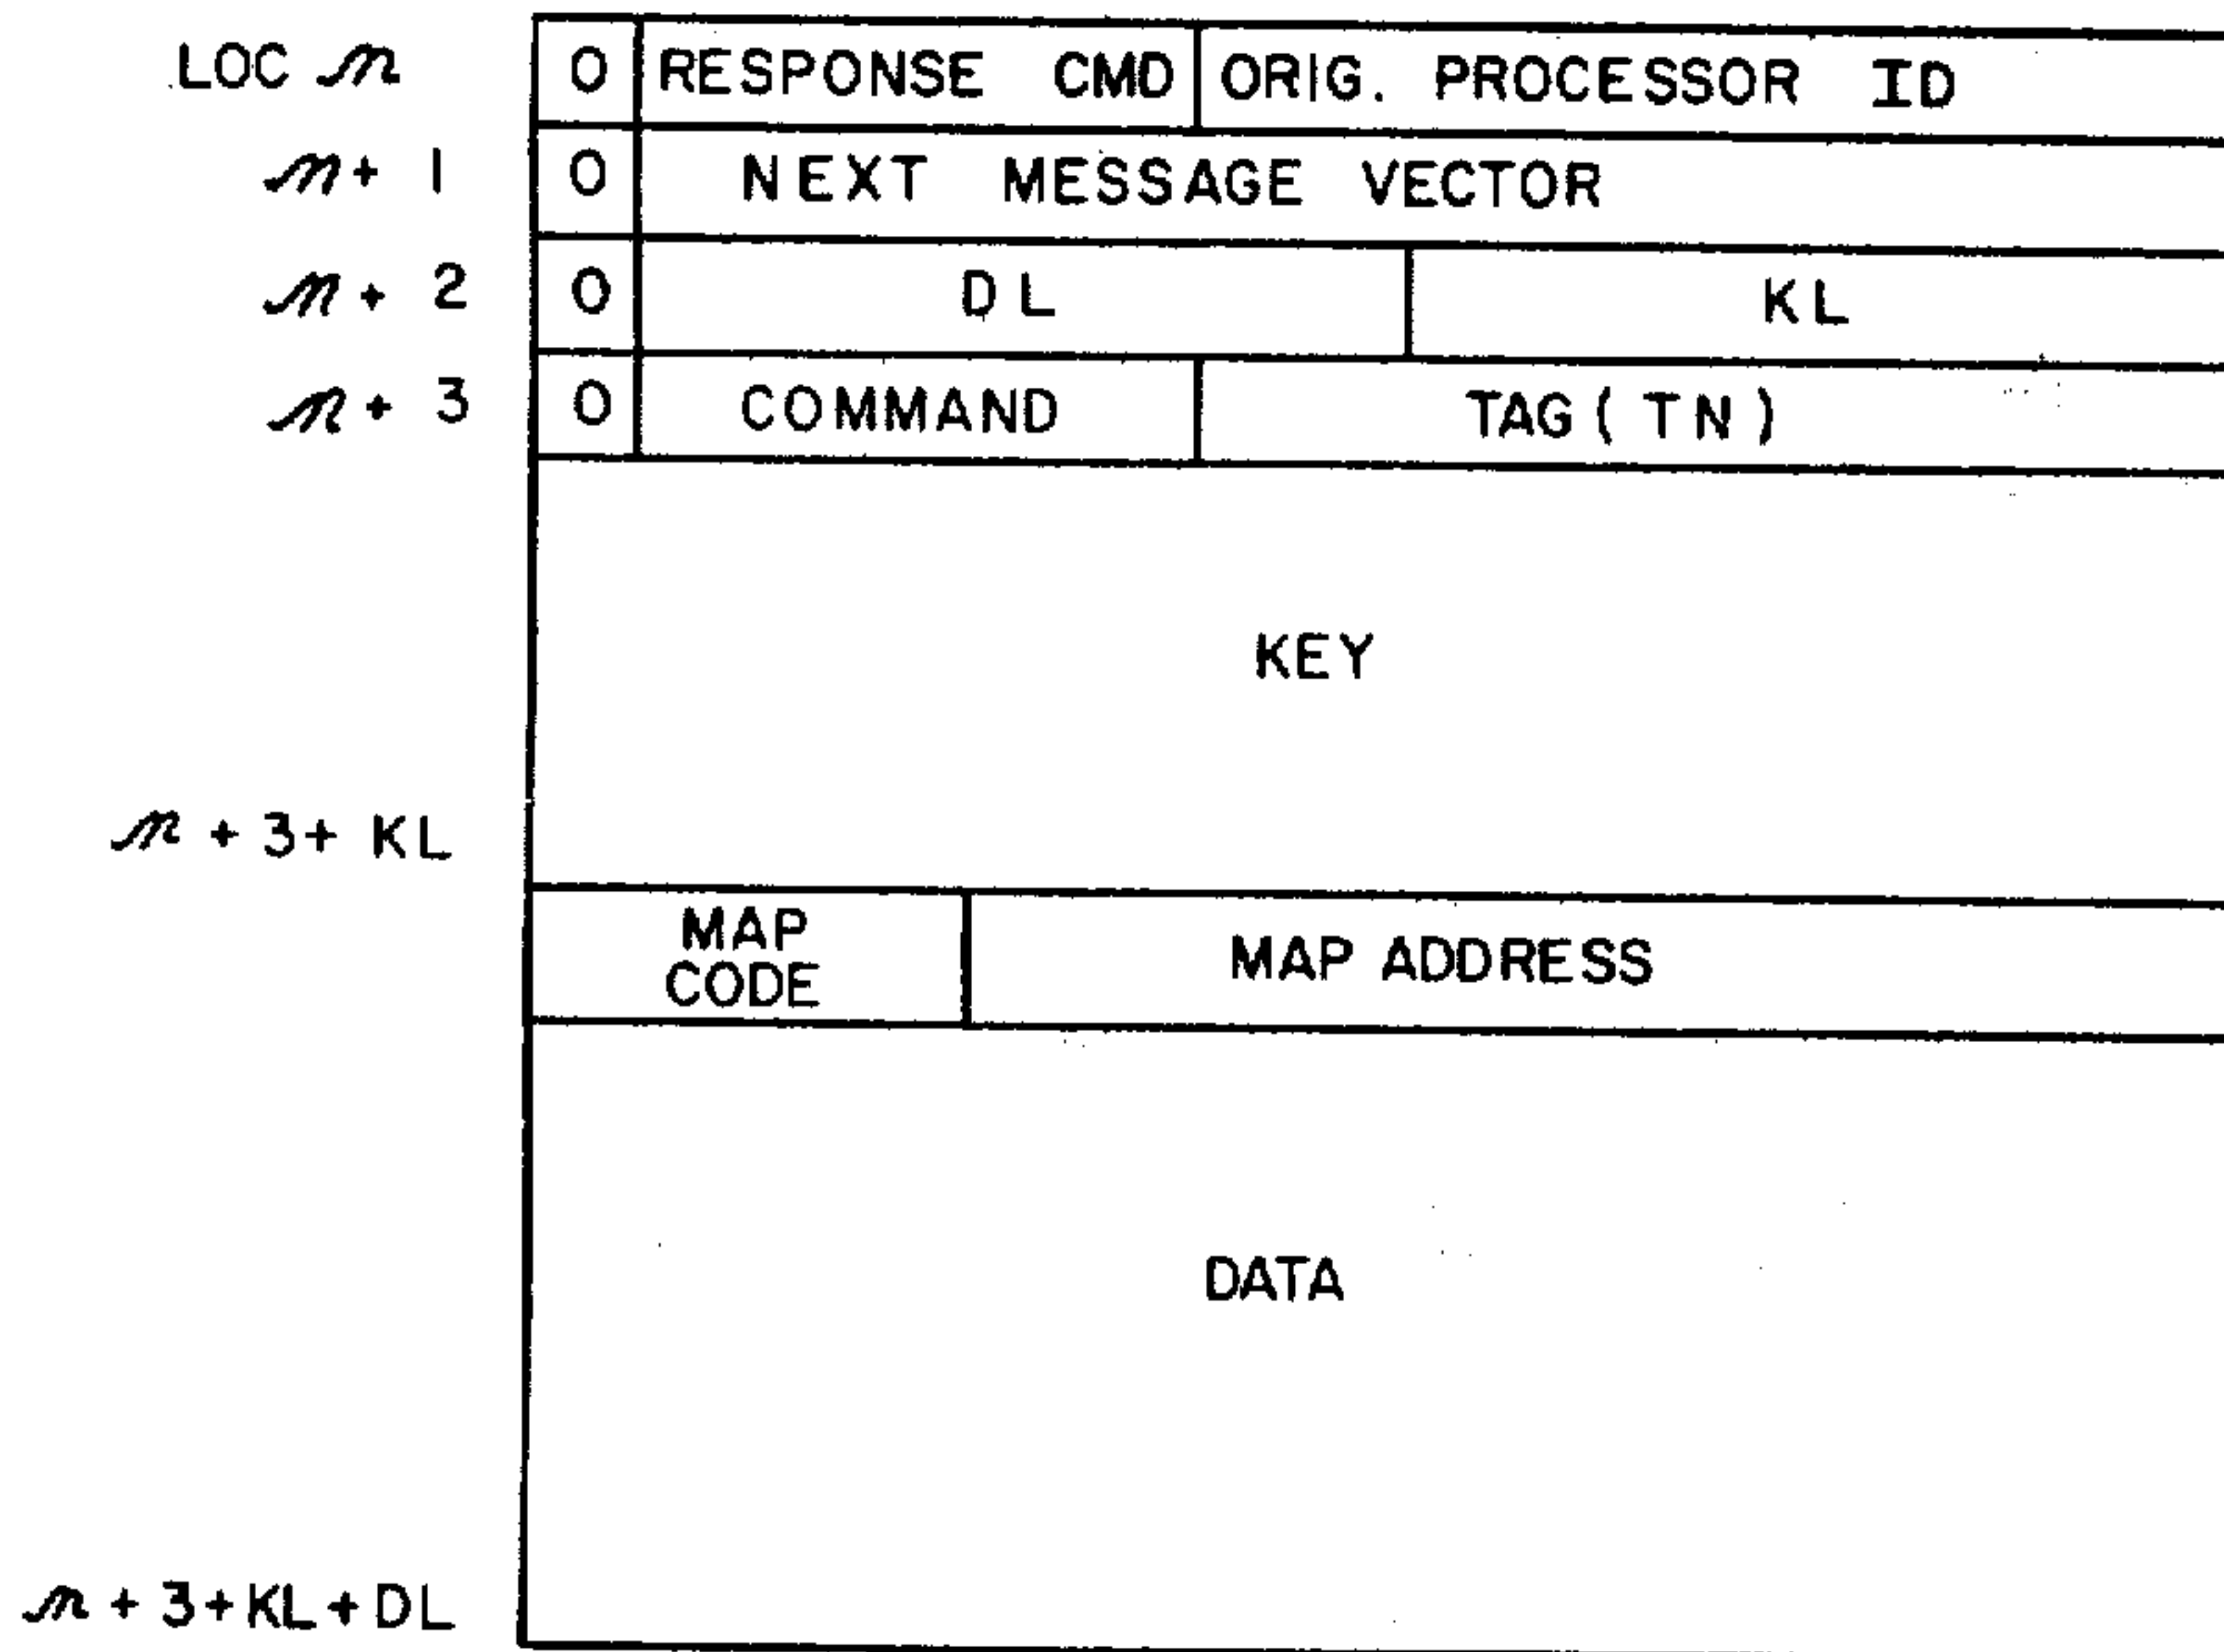 LOC n 0 RESPONSE CMD ORIG. PROCESSOR ID
n + 1 0 NEXT MESSAGE VECTOR
n + 2 0 DL KL
n + 3 0 COMMAND TAG ( TN )
KEY
n + 3 + KL
MAP
CODE
MAP ADDRESS
DATA
n + 3 + KL + DL